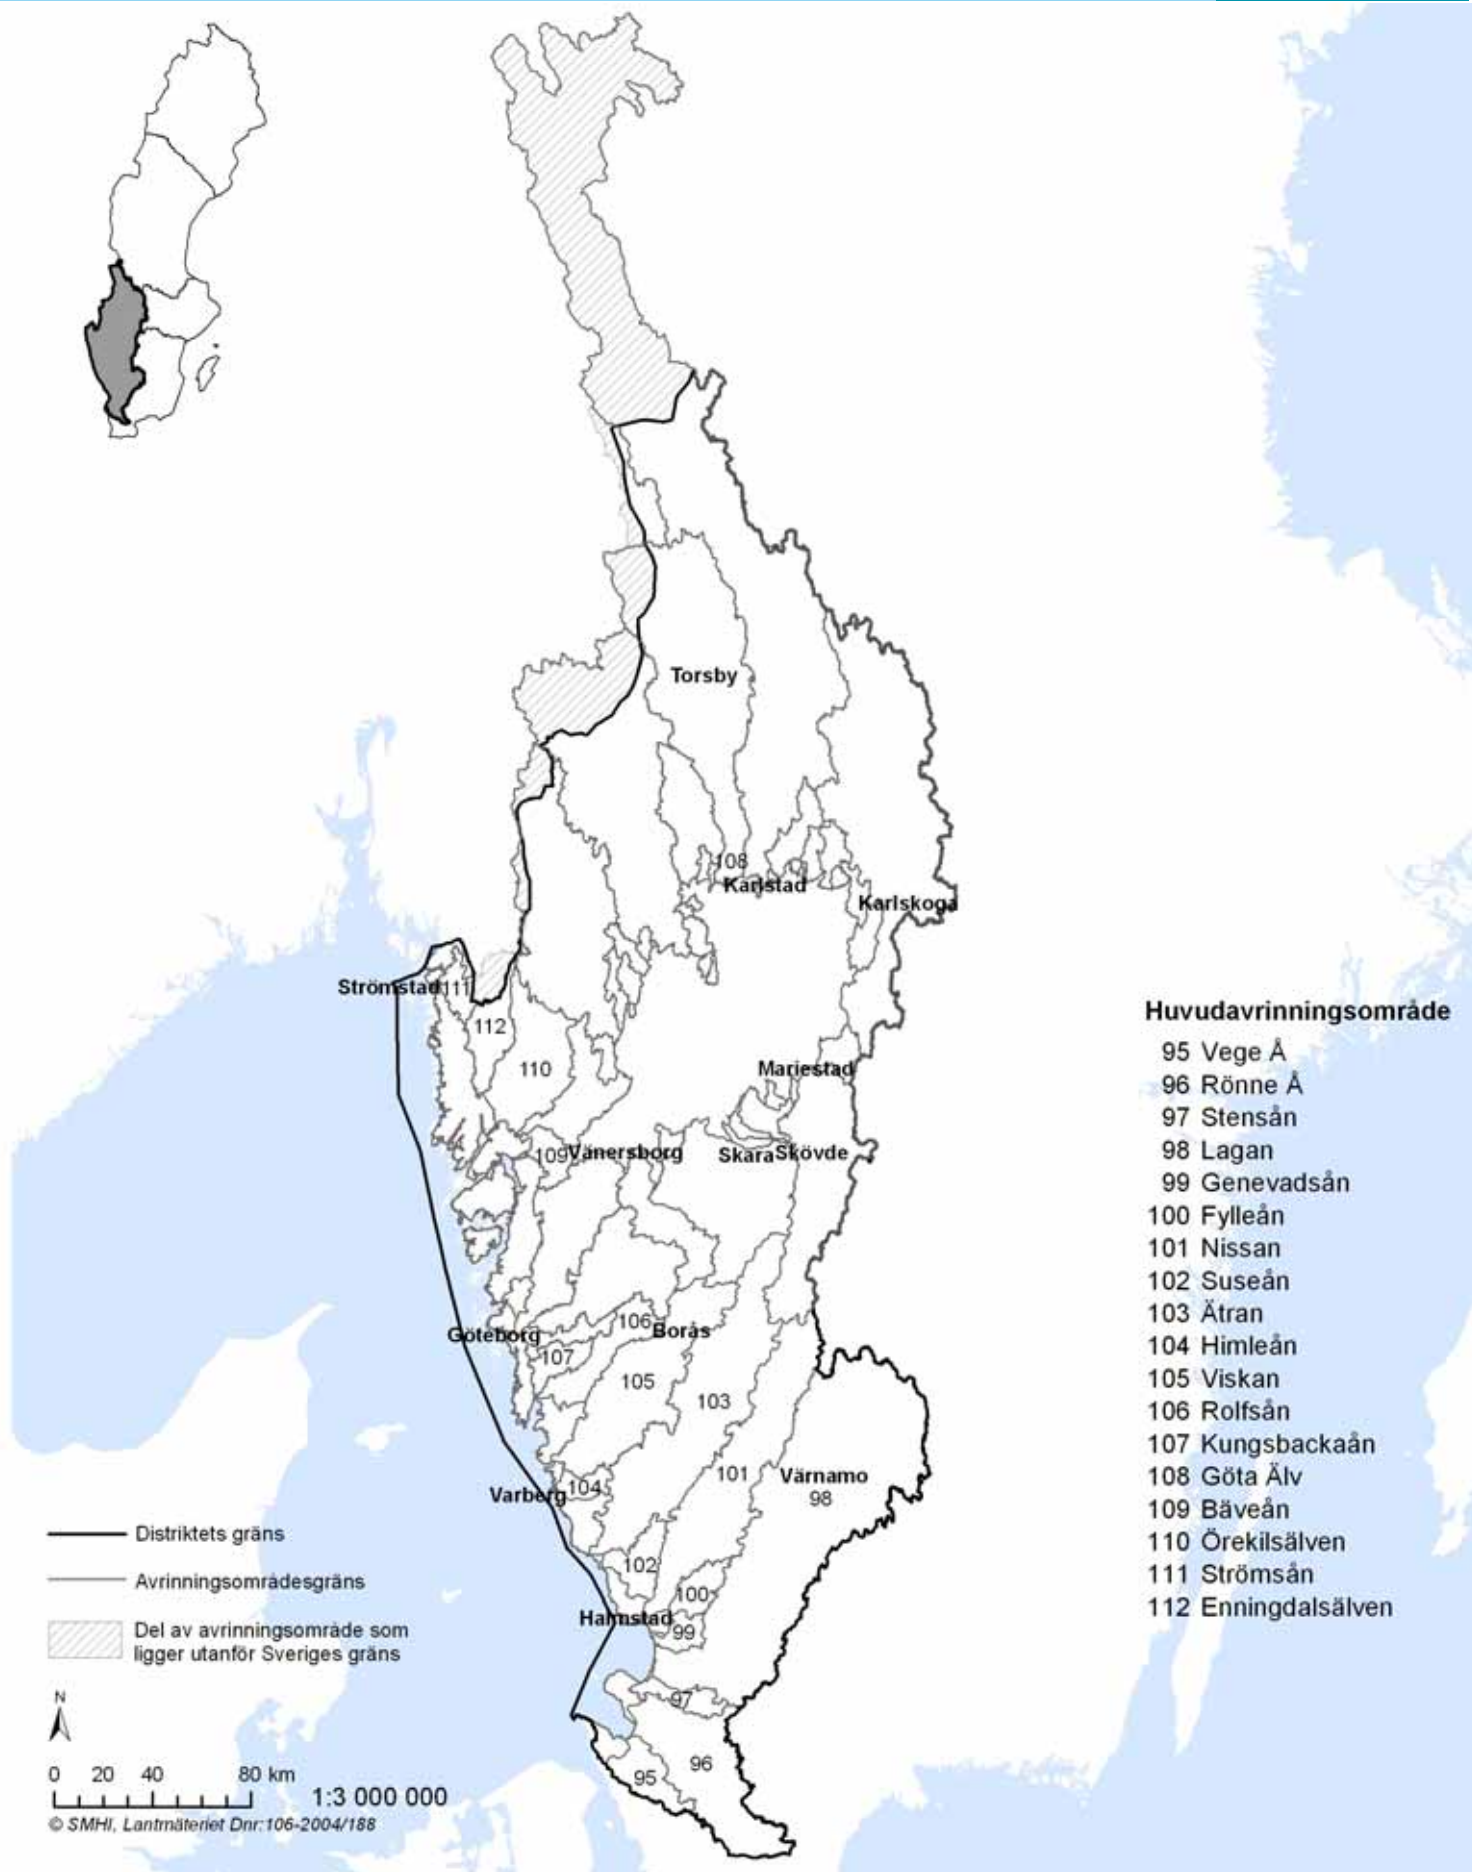 Torsby
108
Karlstad
Karlskoga
Strömstad
111
112
110
Mariestad
109
Vänersborg
Skara
Skövde
106
Göteborg
Borås
107
105
103
101
Värnamo
98
104
Varberg
102
100
Halmstad
99
97
96
95
Huvudavrinningsområde
95 Vege Å
96 Rönne Å
97 Stensån
98 Lagan
99 Genevadsån
100 Fylleån
101 Nissan
102 Suseån
103 Ätran
104 Himleån
105 Viskan
106 Rolfsån
107 Kungsbackaån
108 Göta Älv
109 Bäveån
110 Örekilsälven
111 Strömsån
112 Enningdalsälven
Distriktets gräns
Avrinningsområdesgräns
Del av avrinningsområde som
ligger utanför Sveriges gräns
N
0 20 40 80 km
1:3 000 000
© SMHI, Lantmäteriet Dnr:106-2004/188